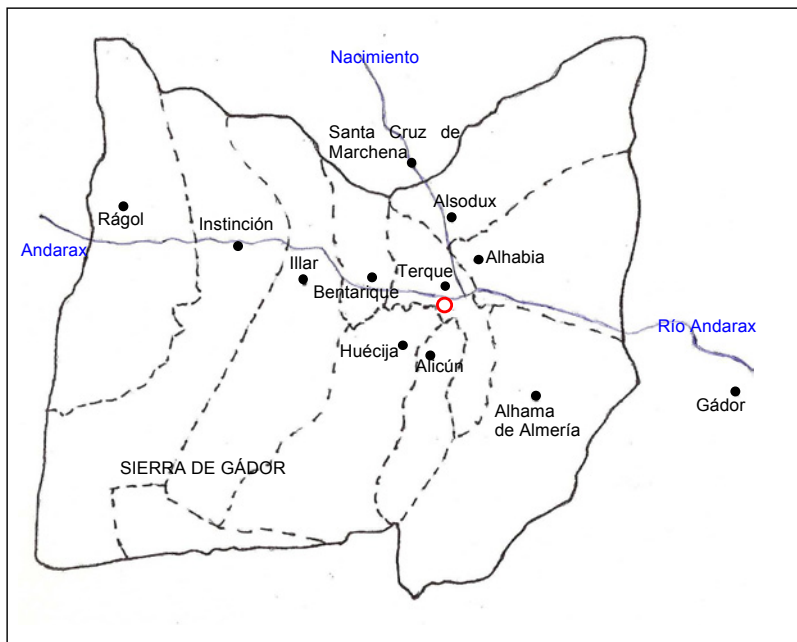 Nacimiento
Santa Cruz de
Marchena
Rágol
Alsodux
Instinción
Andarax
Illar
Terque
Alhabia
Bentarique
Río Andarax
Huécija
Alicún
Alhama
de Almería
Gádor
SIERRA DE GÁDOR